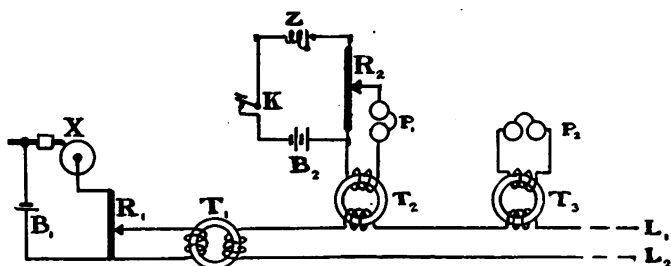 Z
R₂
K
P₁
P₂
X
B₂
T₂
T₃
B₁
R₁
T₁
L₁
L₂